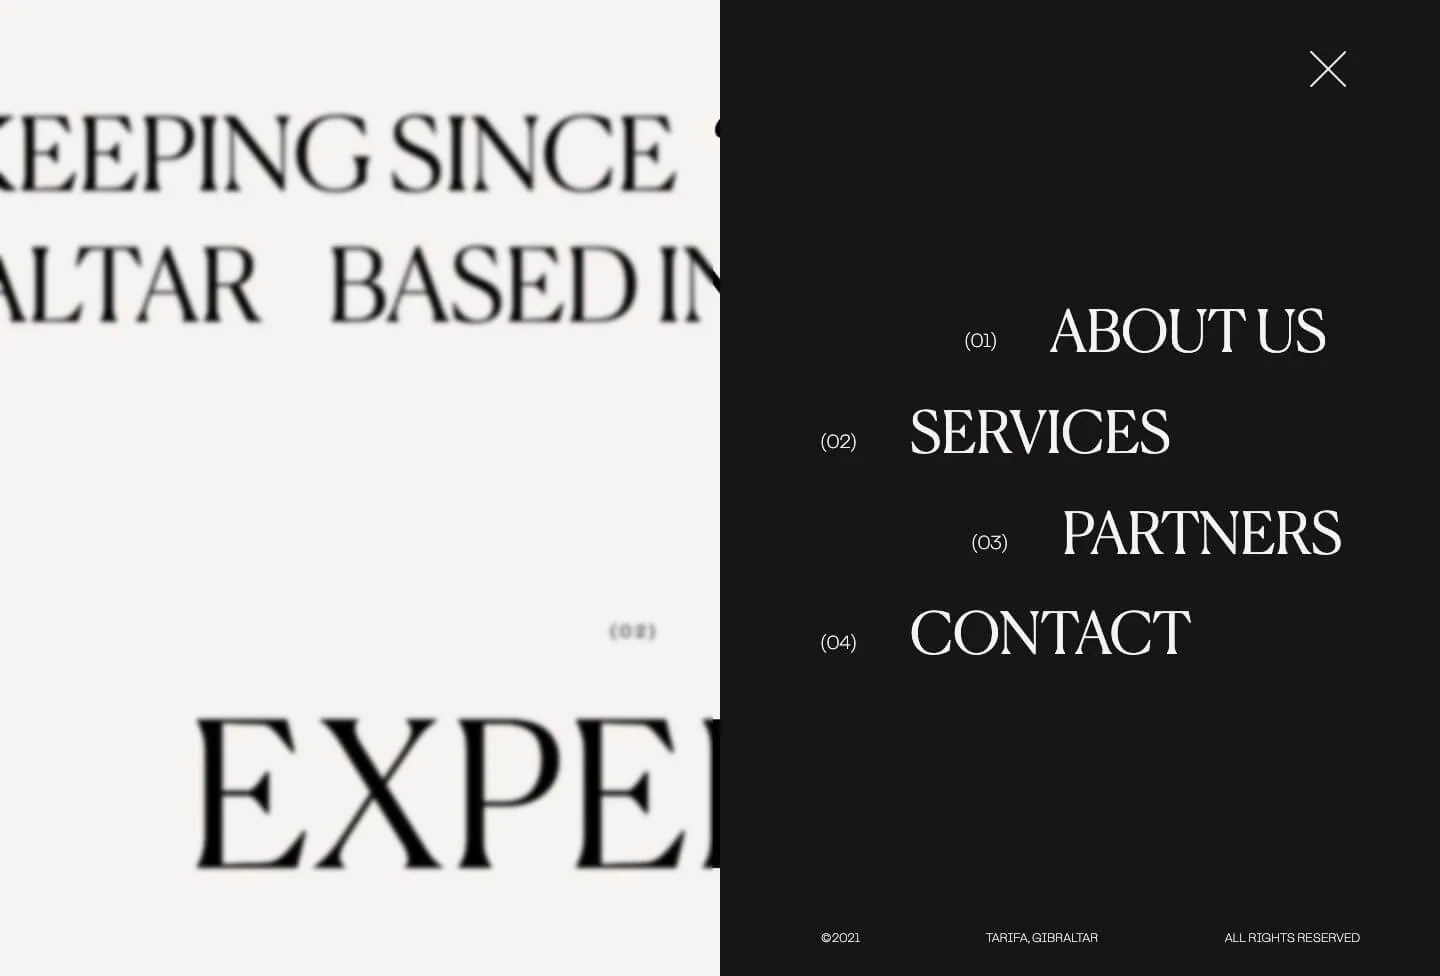 KEEPING SINCE
ALTAR BASED IN
(02)
EXPE
(01) ABOUT US
(02) SERVICES
(03) PARTNERS
(04) CONTACT
©2021 TARIFA, GIBRALTAR ALL RIGHTS RESERVED